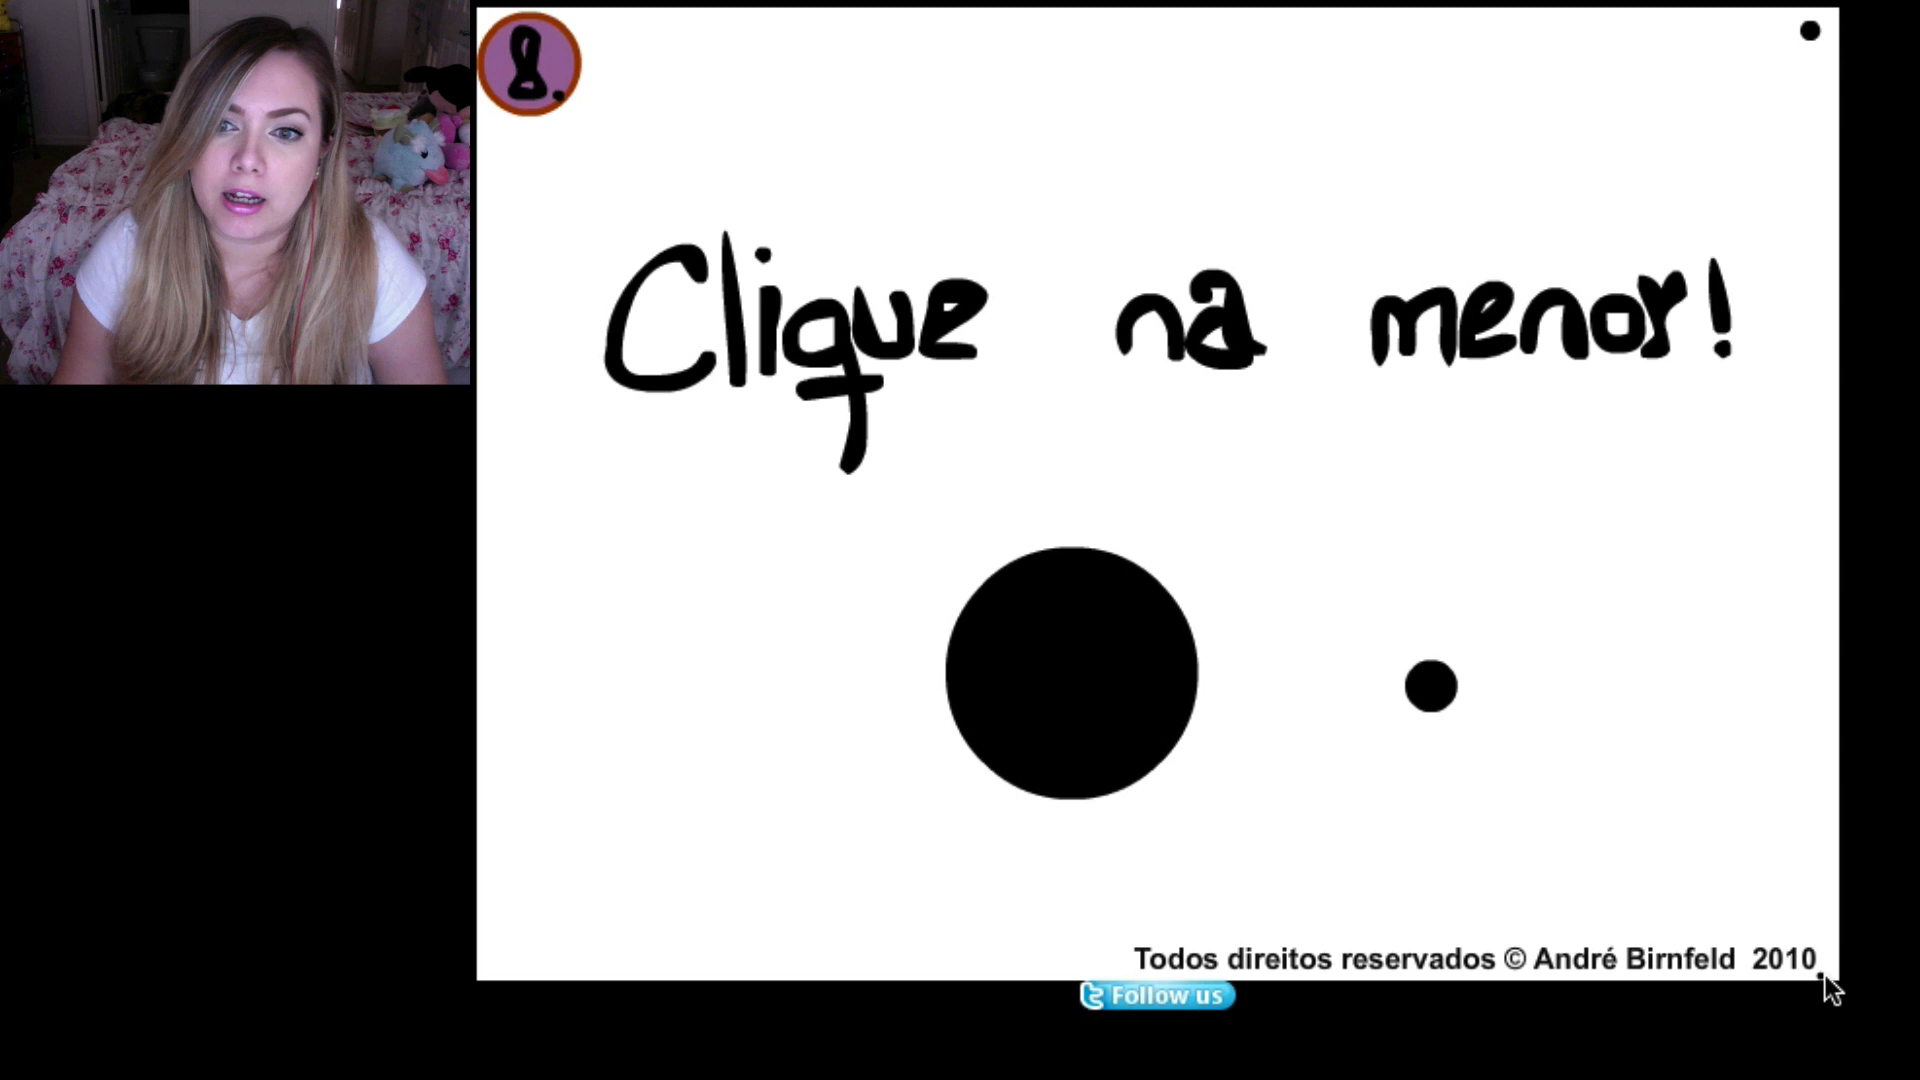 8.
Clique na menor!
Todos direitos reservados © André Birnfeld 2010
Follow us